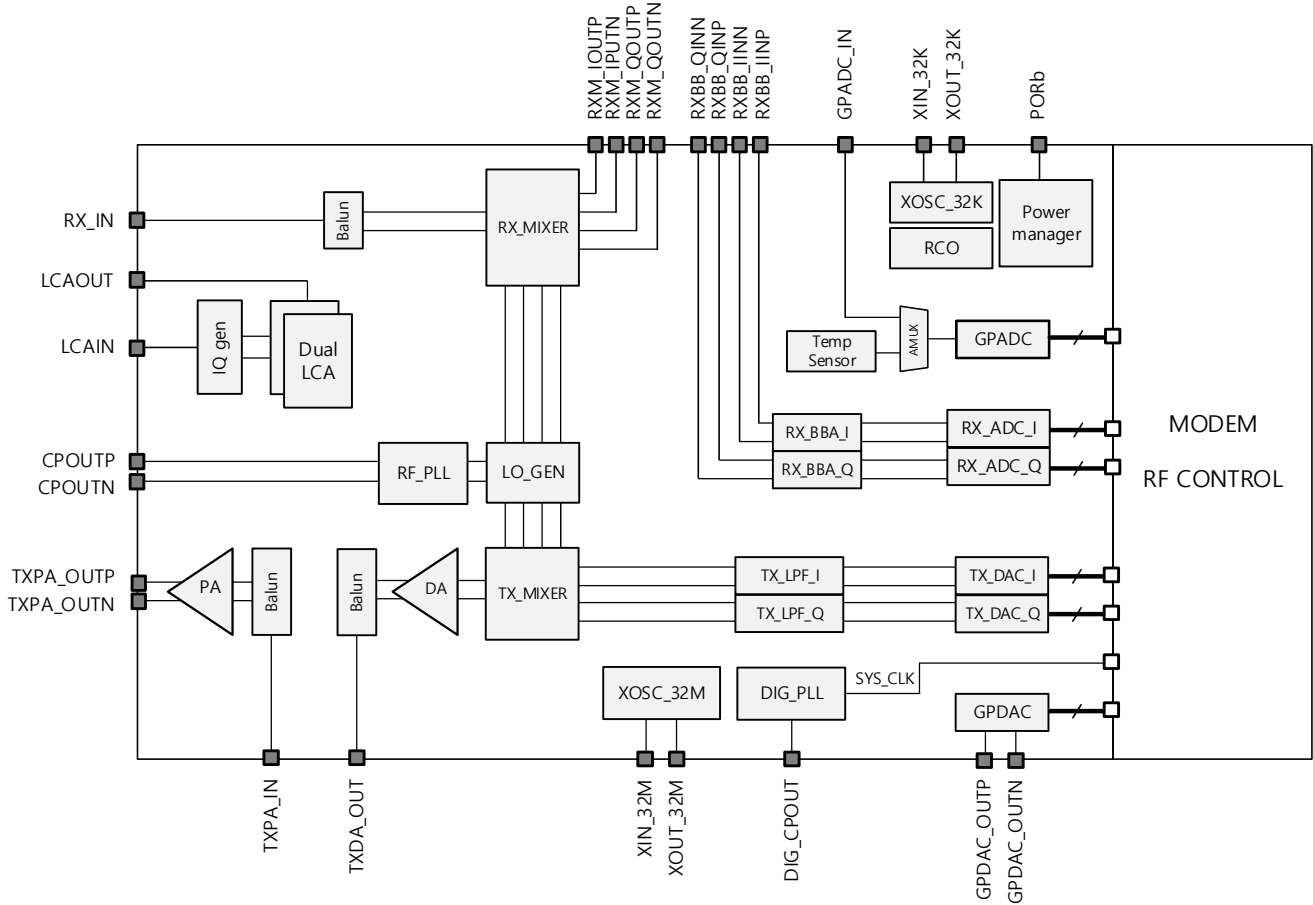 RXM_IOUTP
RXM_IPUTN
RXM_QOUTP
RXM_QOUTN
RXBB_QINN
RXBB_QINP
RXBB_IINN
RXBB_IINP
GPADC_IN
XIN_32K
XOUT_32K
PORb
RX_IN
Balun
RX_MIXER
XOSC_32K
RCO
Power
manager
LCAOUT
LCAIN
IQ gen
Dual
LCA
Temp
Sensor
AMUX
GPADC
CPOUTP
CPOUTN
RF_PLL
LO_GEN
RX_BBA_I
RX_BBA_Q
RX_ADC_I
RX_ADC_Q
MODEM
RF CONTROL
TXPA_OUTP
TXPA_OUTN
PA
Balun
Balun
DA
TX_MIXER
TX_LPF_I
TX_LPF_Q
TX_DAC_I
TX_DAC_Q
XOSC_32M
DIG_PLL
SYS_CLK
GPDAC
TXPA_IN
TXDA_OUT
XIN_32M
XOUT_32M
DIG_CPOUT
GPDAC_OUTP
GPDAC_OUTN